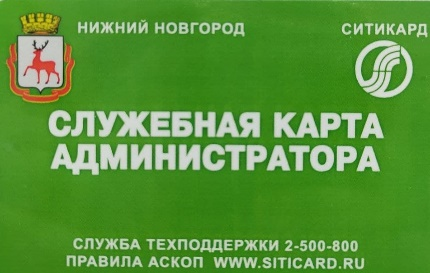 НИЖНИЙ НОВГОРОД СИТИКАРД
СЛУЖЕБНАЯ КАРТА
АДМИНИСТРАТОРА
СЛУЖБА ТЕХПОДДЕРЖКИ 2-500-800
ПРАВИЛА АСКОП WWW.SITICARD.RU